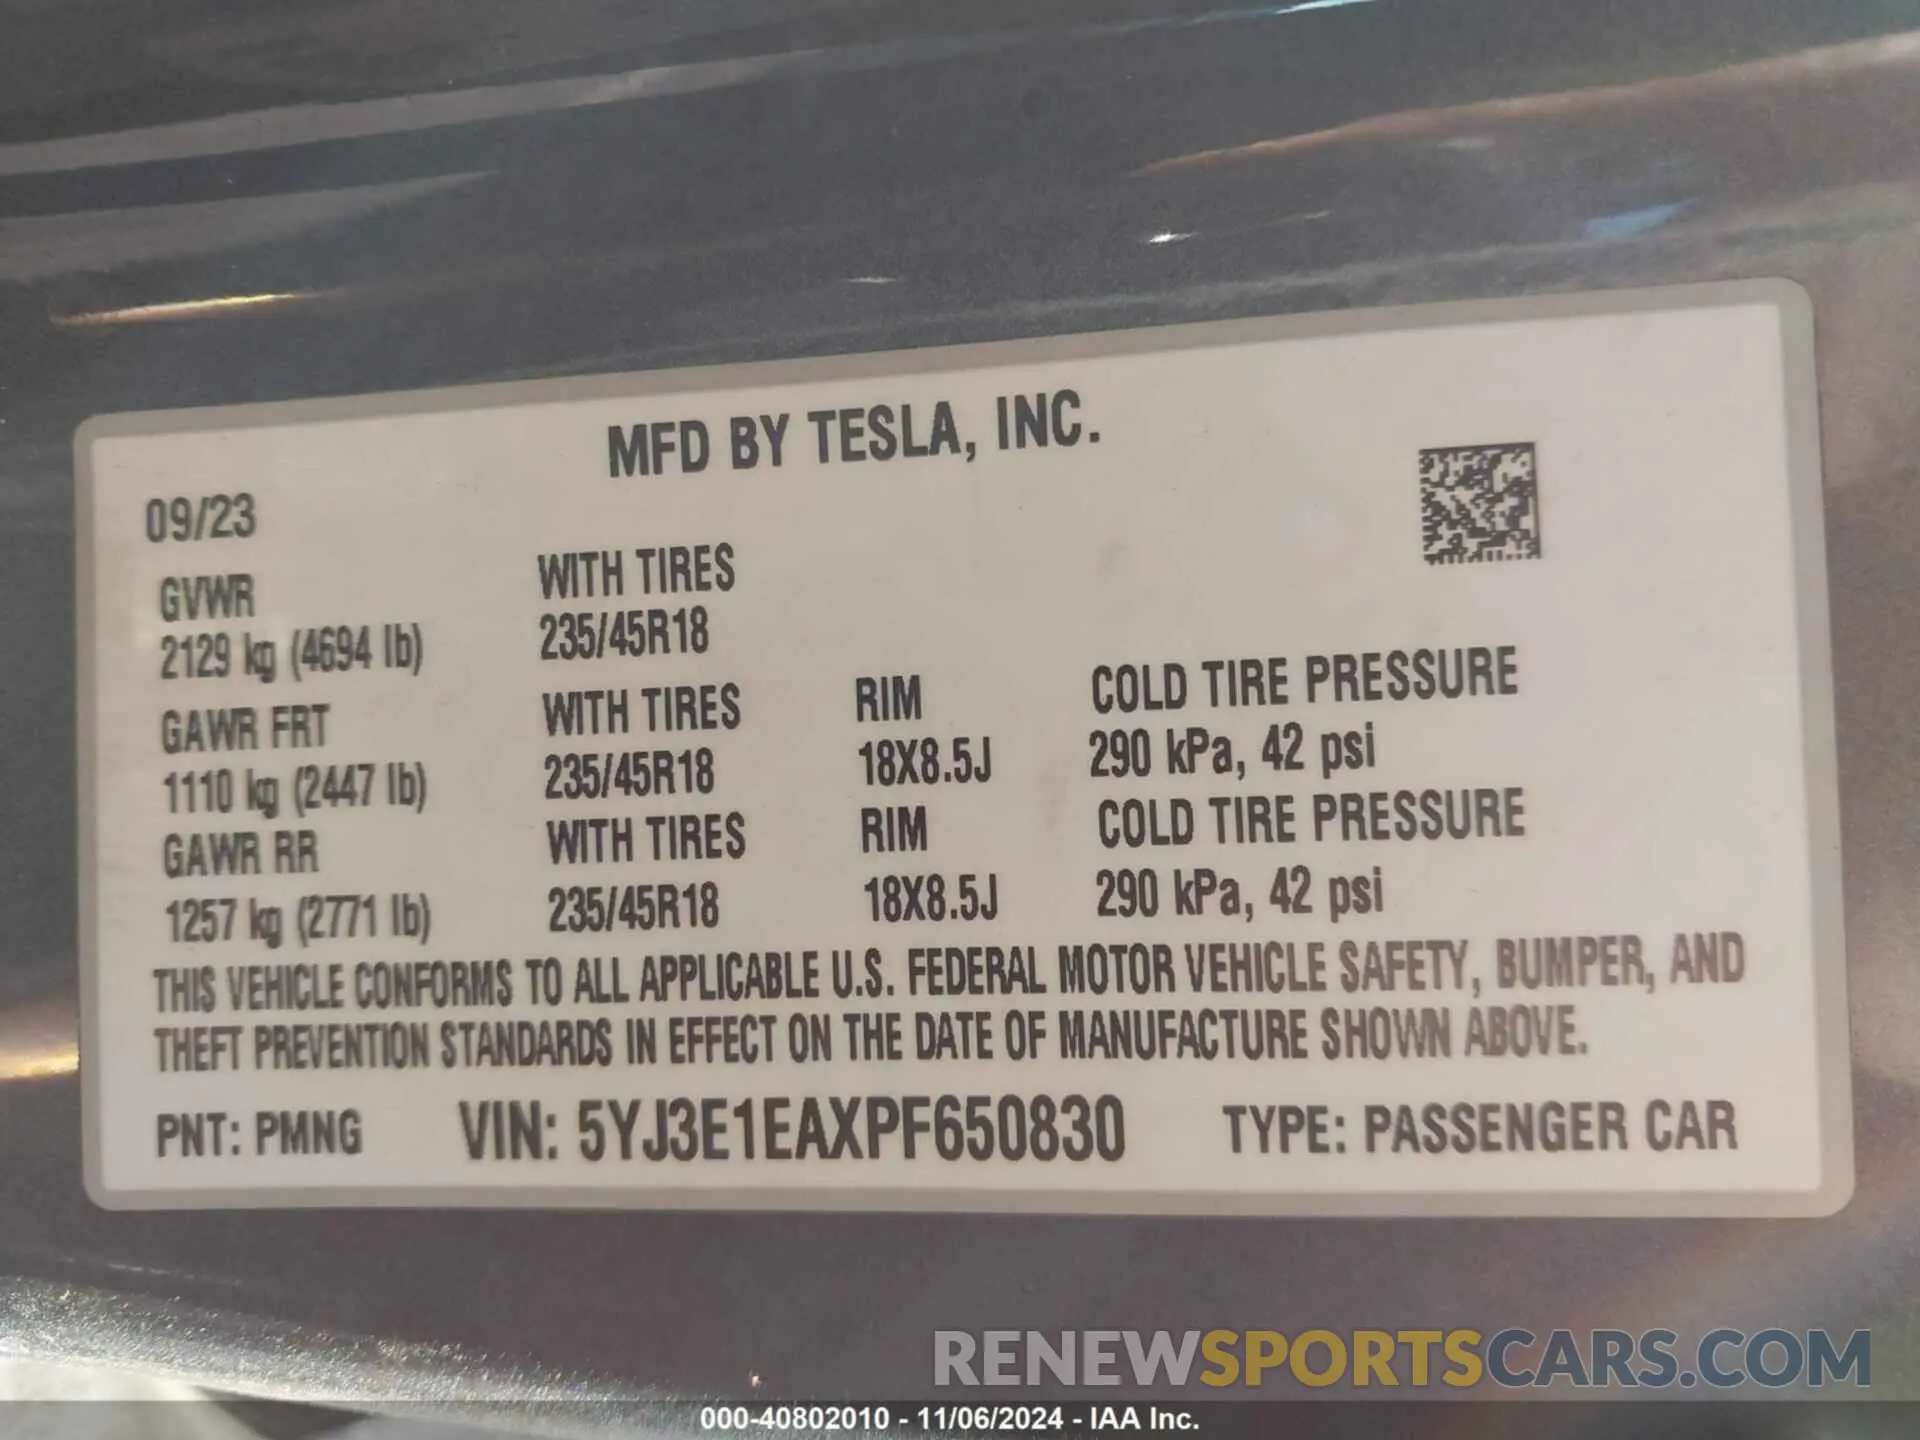 MFD BY TESLA, INC.
09/23
GVWR WITH TIRES
2129 kg (4694 lb) 235/45R18
GAWR FRT WITH TIRES RIM COLD TIRE PRESSURE
1110 kg (2447 lb) 235/45R18 18X8.5J 290 kPa, 42 psi
GAWR RR WITH TIRES RIM COLD TIRE PRESSURE
1257 kg (2771 lb) 235/45R18 18X8.5J 290 kPa, 42 psi
THIS VEHICLE CONFORMS TO ALL APPLICABLE U.S. FEDERAL MOTOR VEHICLE SAFETY, BUMPER, AND
THEFT PREVENTION STANDARDS IN EFFECT ON THE DATE OF MANUFACTURE SHOWN ABOVE.
PNT: PMNG VIN: 5YJ3E1EAXPF650830 TYPE: PASSENGER CAR
RENEWSPORTSCARS.COM
000-40802010 - 11/06/2024 - IAA Inc.